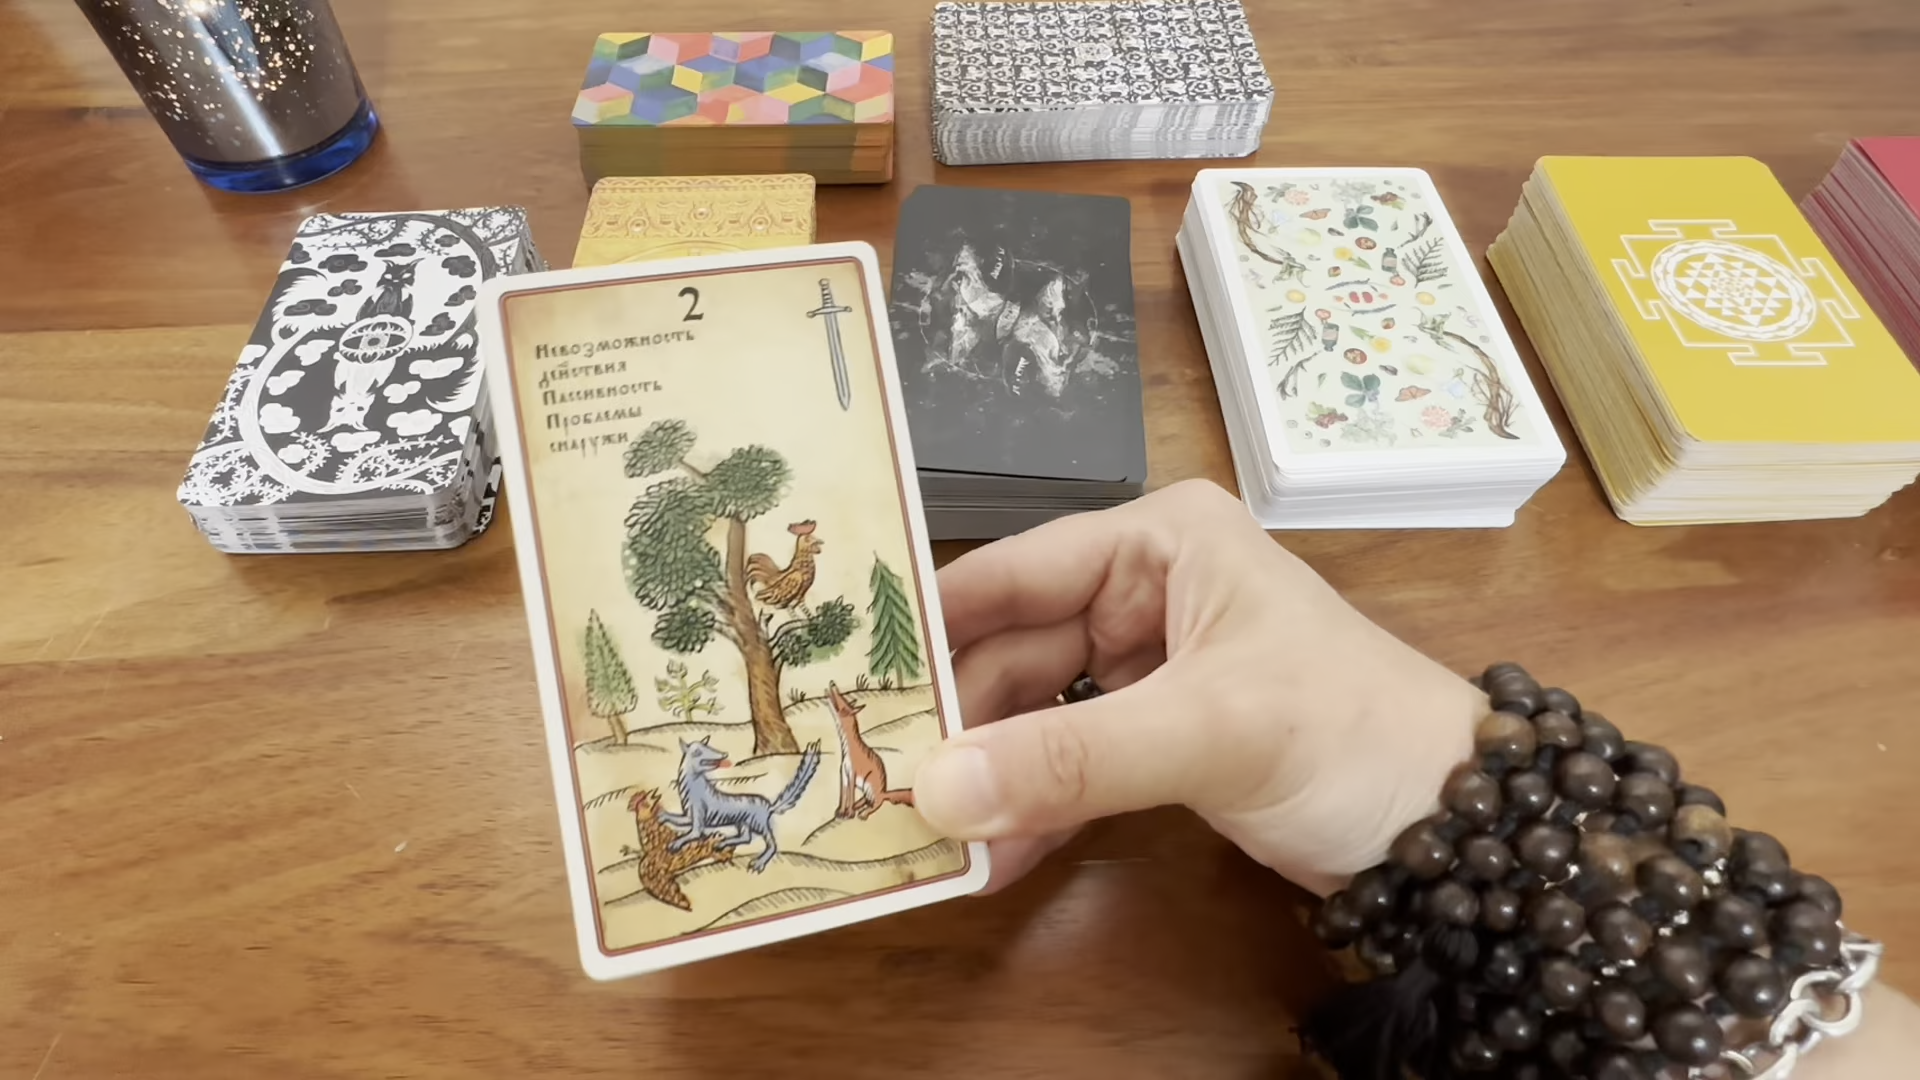 2
Невозможность
действия
Пассивность
Проблемы
снаружи